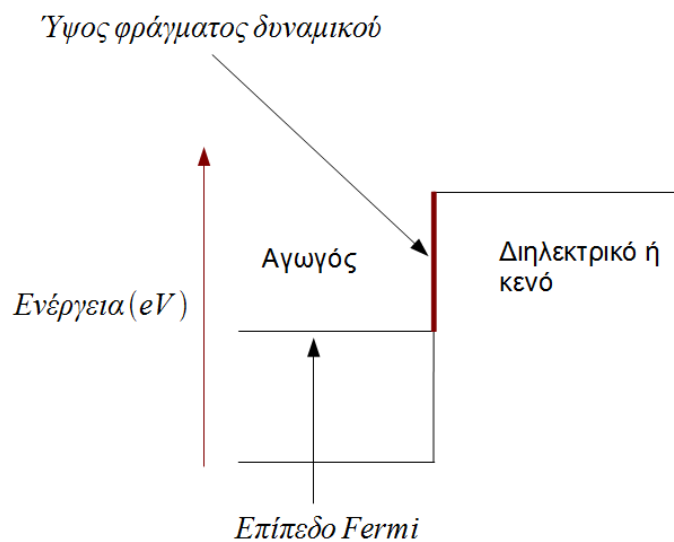 Ύψος φράγματος δυναμικού
Αγωγός
Διηλεκτρικό ή
κενό
Ενέργεια (eV)
Επίπεδο Fermi